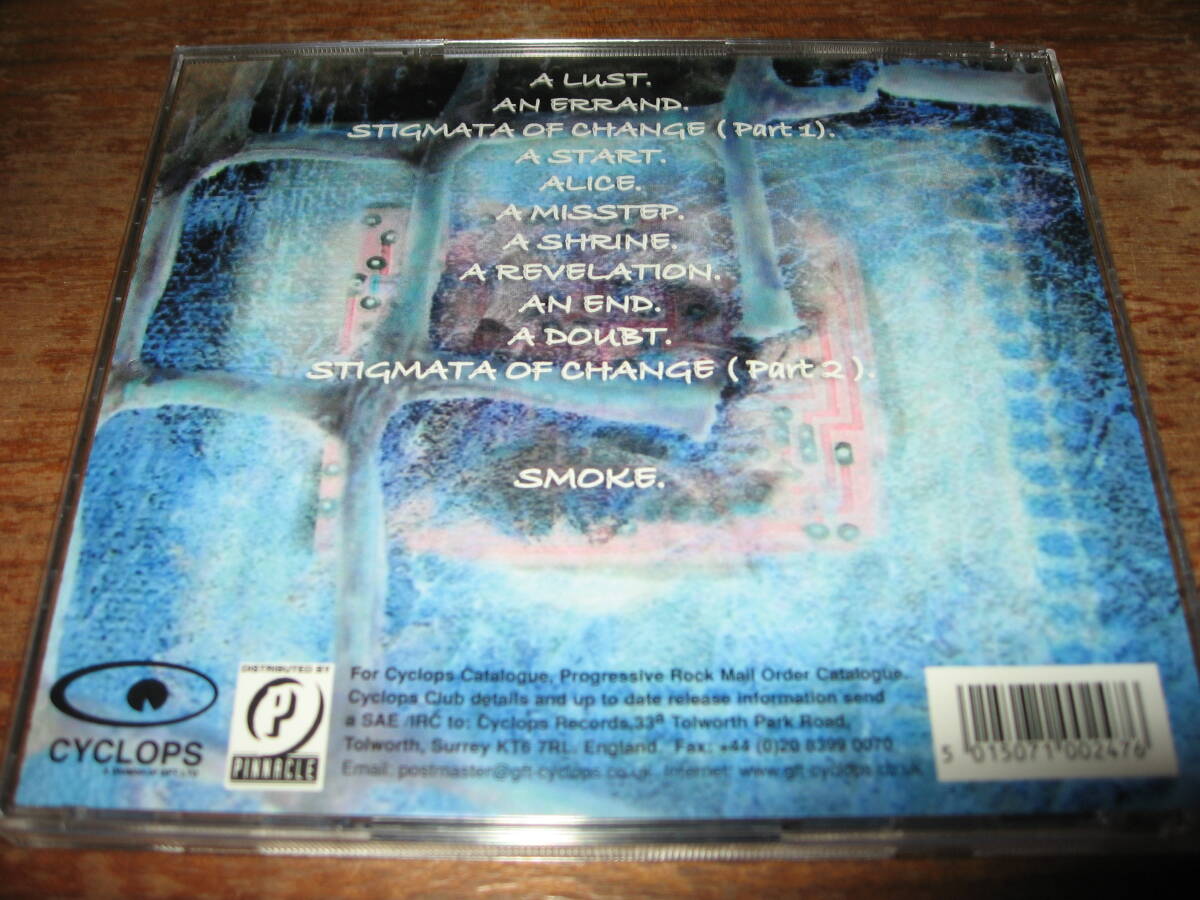 A LUST.
AN ERRAND.
STIGMATA OF CHANGE ( Part 1).
A START.
ALICE.
A MISSTEP.
A SHRINE.
A REVELATION.
AN END.
A DOUBT.
STIGMATA OF CHANGE ( Part 2 ).
SMOKE.
CYCLOPS
DISTRIBUTED BY
P
PINNACLE
For Cyclops Catalogue, Progressive Rock Mail Order Catalogue.
Cyclops Club details and up to date release information send
a SAE /IRC to: Cyclops Records,33ª Tolworth Park Road,
Tolworth, Surrey KT6 7RL. England. Fax: +44 (0)20 8399 0070
Email: postmaster@gft-cyclops.co.uk Internet: www.gft-cyclops.co.uk
5 015071 002476